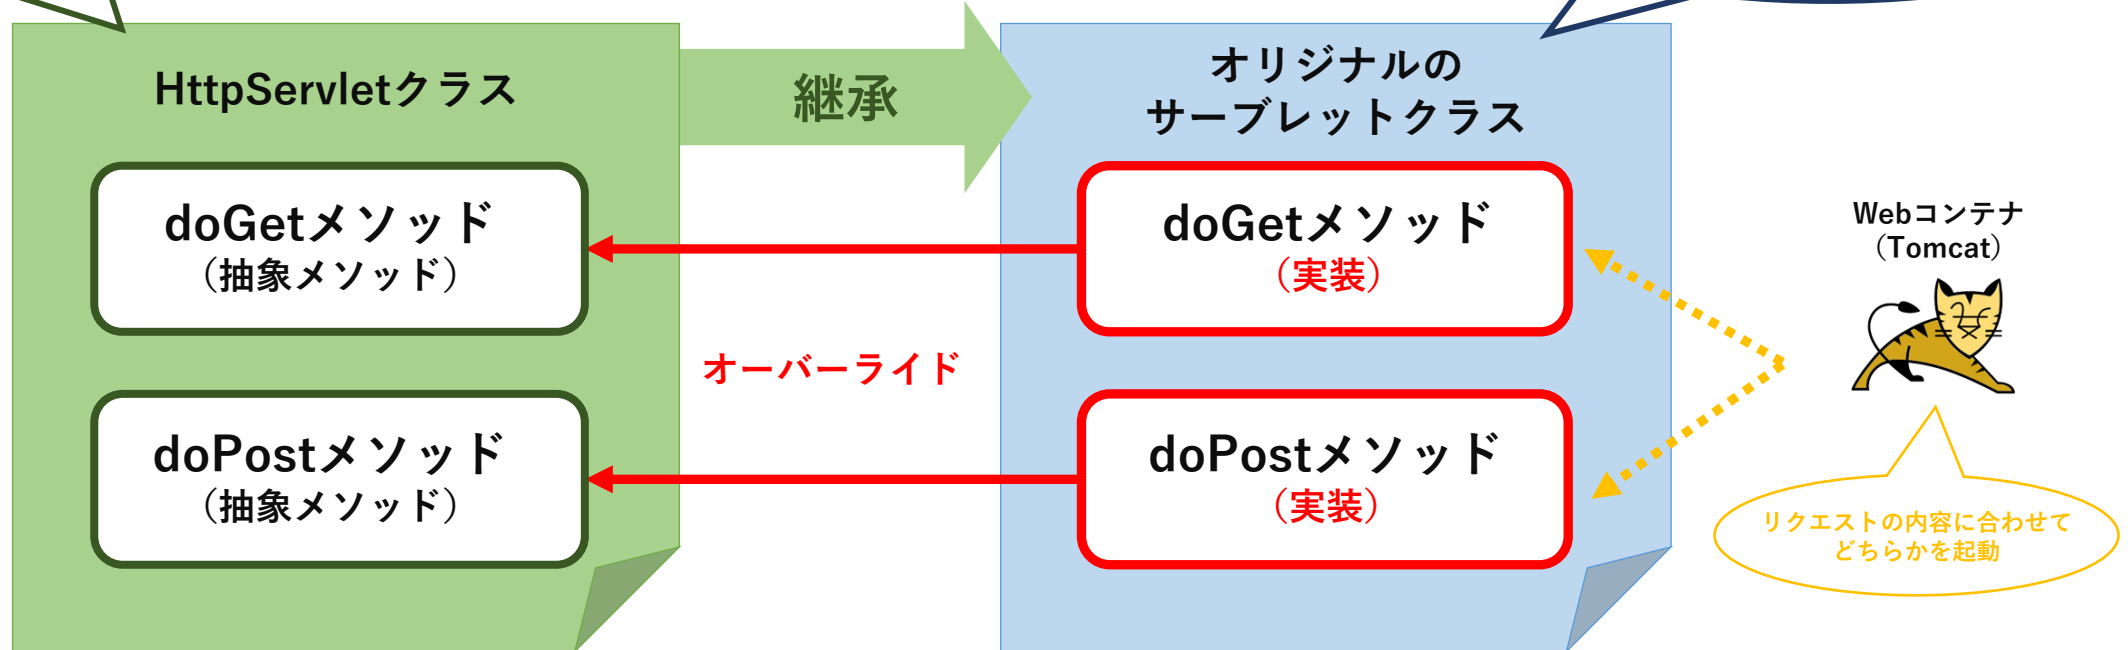 HttpServletクラス
doGetメソッド
（抽象メソッド）
doPostメソッド
（抽象メソッド）
継承
オーバーライド
オリジナルの
サーブレットクラス
doGetメソッド
（実装）
doPostメソッド
（実装）
Webコンテナ
（Tomcat）
リクエストの内容に合わせて
どちらかを起動